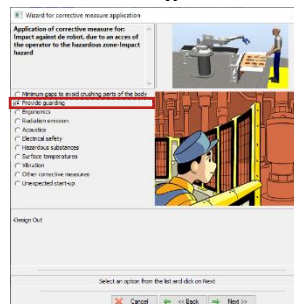 Wizard for corrective measure application
Application of corrective measure for:
Impact against de robot, due to an acces of
the operator to the hazardous zone-Impact
hazard
Minimum gaps to avoid crushing parts of the body
Provide guarding
Ergonomics
Radiation emission
Acoustics
Electrical safety
Hazardous substances
Surface temperatures
Vibration
Other corrective measures
Unexpected start-up
-Design Out:
Select an option from the list and click on Next
Cancel << Back Next >>